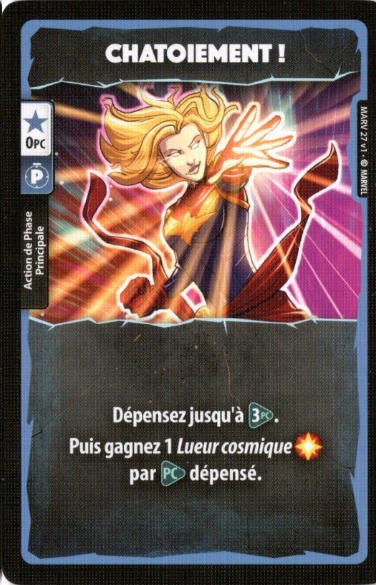 CHATOIEMENT !
0PC
P
Action de Phase
Principale
MARV 27 v1 - © MARVEL
Dépensez jusqu'à 3PC.
Puis gagnez 1 Lueur cosmique
par PC dépensé.